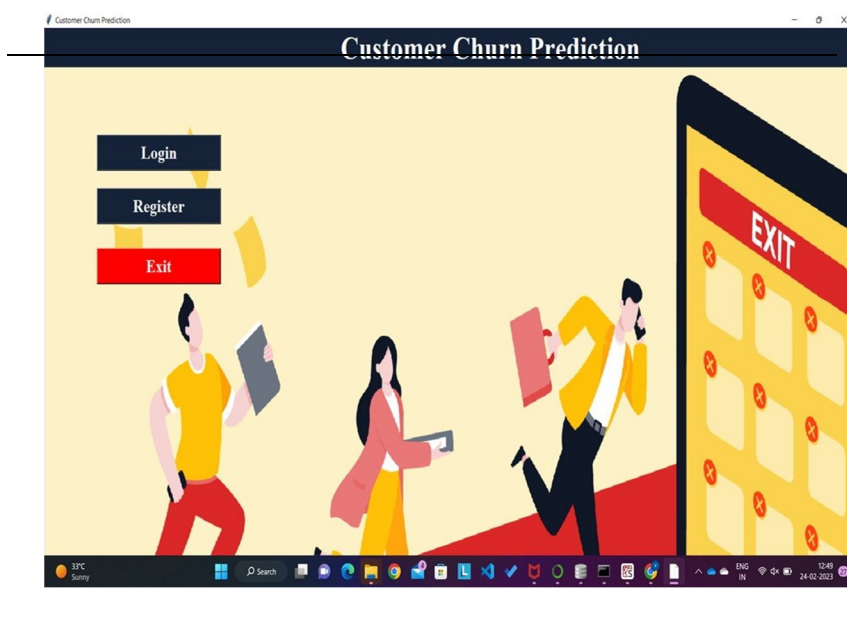 Customer Churn Prediction
Customer Churn Prediction
Login
Register
Exit
EXIT
33°C
Sunny
Search
4
L
ENG
IN
12:49
24-02-2023